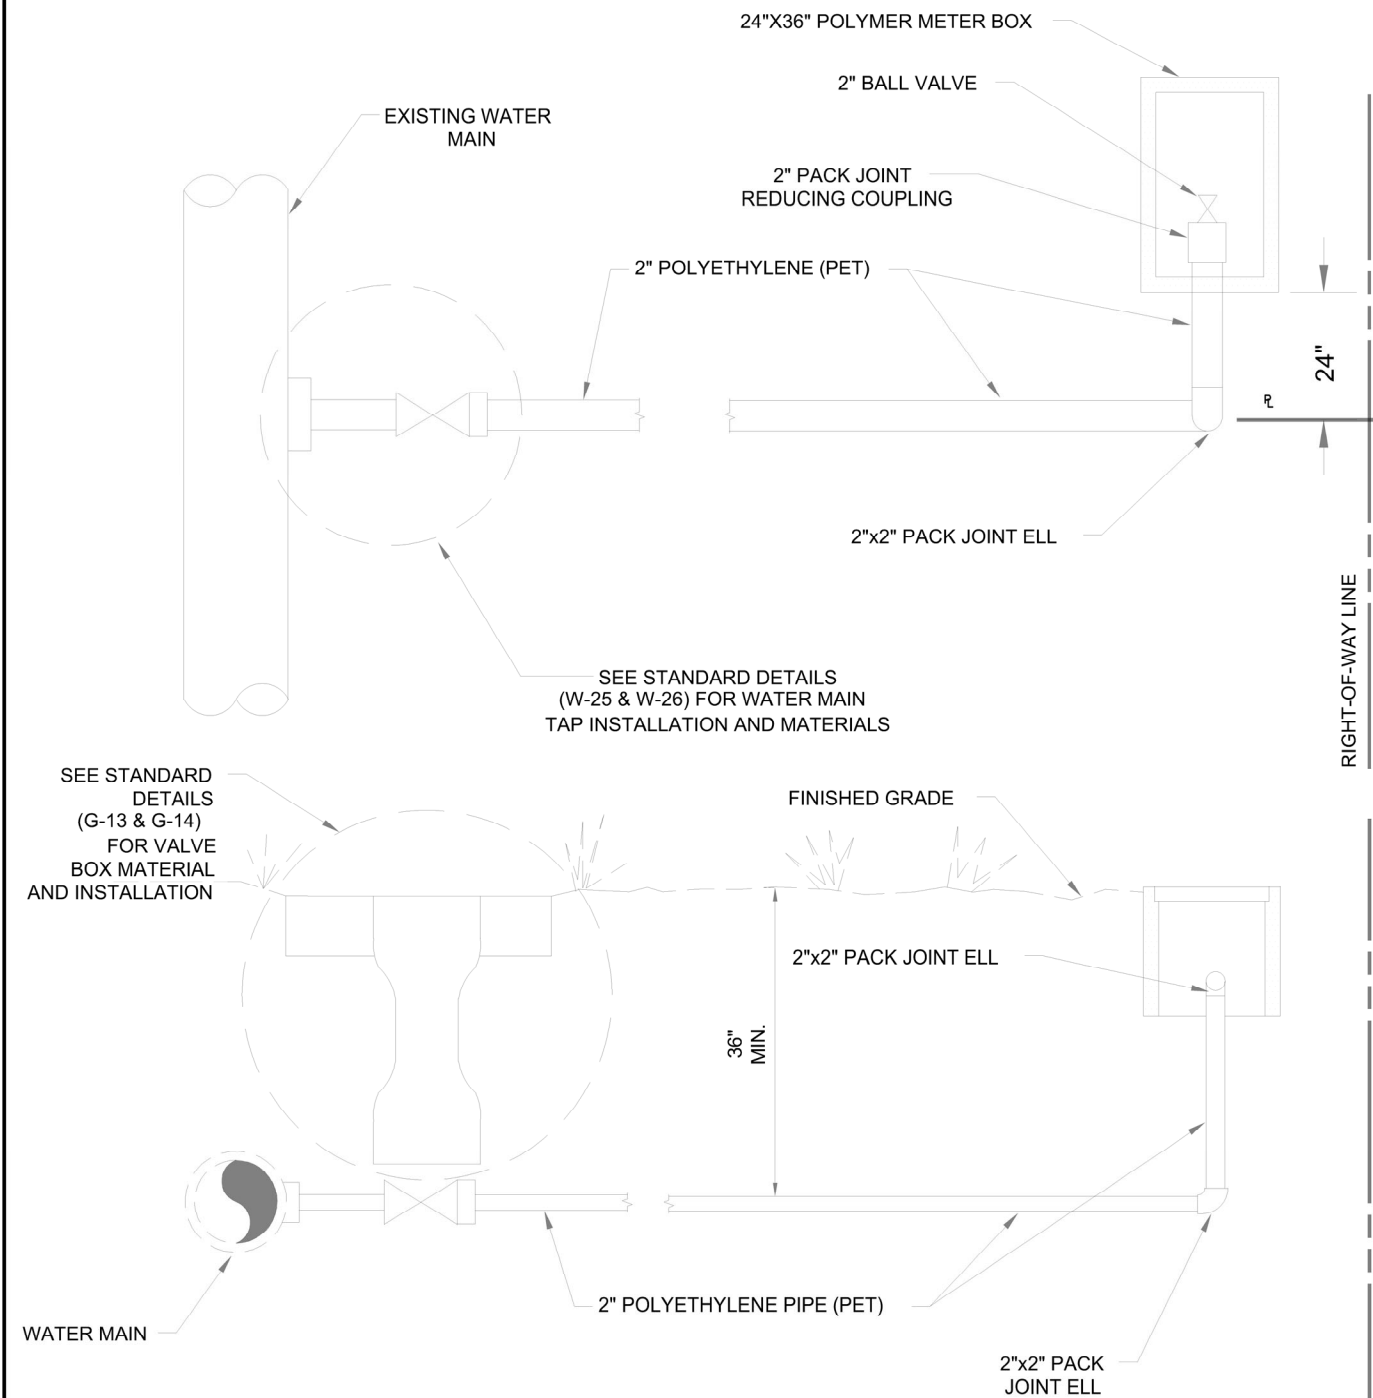 24"X36" POLYMER METER BOX
2" BALL VALVE
EXISTING WATER
MAIN
2" PACK JOINT
REDUCING COUPLING
2" POLYETHYLENE (PET)
24"
PL
2"x2" PACK JOINT ELL
RIGHT-OF-WAY LINE
SEE STANDARD DETAILS
(W-25 & W-26) FOR WATER MAIN
TAP INSTALLATION AND MATERIALS
SEE STANDARD
DETAILS
(G-13 & G-14)
FOR VALVE
BOX MATERIAL
AND INSTALLATION
FINISHED GRADE
2"x2" PACK JOINT ELL
36"
MIN.
2" POLYETHYLENE PIPE (PET)
WATER MAIN
2"x2" PACK
JOINT ELL